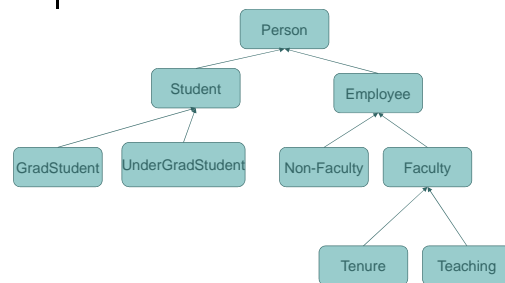 Person
Student
Employee
GradStudent
UnderGradStudent
Non-Faculty
Faculty
Tenure
Teaching